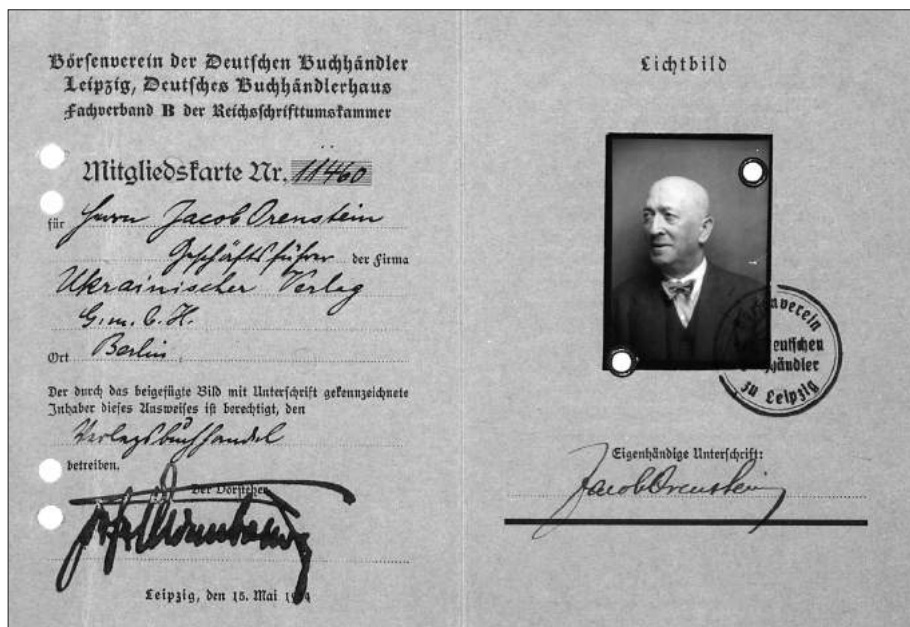 Börsenverein der Deutschen Buchhändler
Leipzig, Deutsches Buchhändlerhaus
Fachverband B der Reichsschrifttumskammer
Mitgliedskarte Nr. 11460
für Herrn Jacob Orenstein
Geschäftsführer der Firma
Ukrainischer Verlag
G.m.b.H.
Ort Berlin,
Der durch das beigefügte Bild mit Unterschrift gekennzeichnete
Inhaber dieses Ausweises ist berechtigt, den
Verlagsbuchhandel
betreiben.
Der Vorsteher
Leipzig, den 15. Mai
Lichtbild
Deutschen
Buchhändler
zu Leipzig
Eigenhändige Unterschrift:
Jacob Orenstein